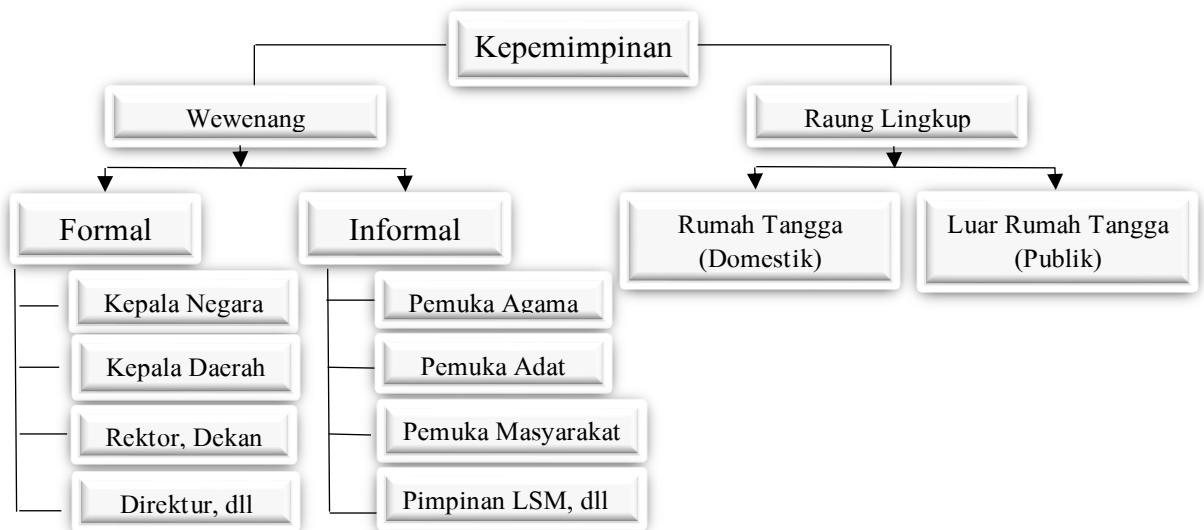 Kepemimpinan
Wewenang
Raung Lingkup
Formal
Informal
Rumah Tangga
(Domestik)
Luar Rumah Tangga
(Publik)
Kepala Negara
Kepala Daerah
Rektor, Dekan
Direktur, dll
Pemuka Agama
Pemuka Adat
Pemuka Masyarakat
Pimpinan LSM, dll